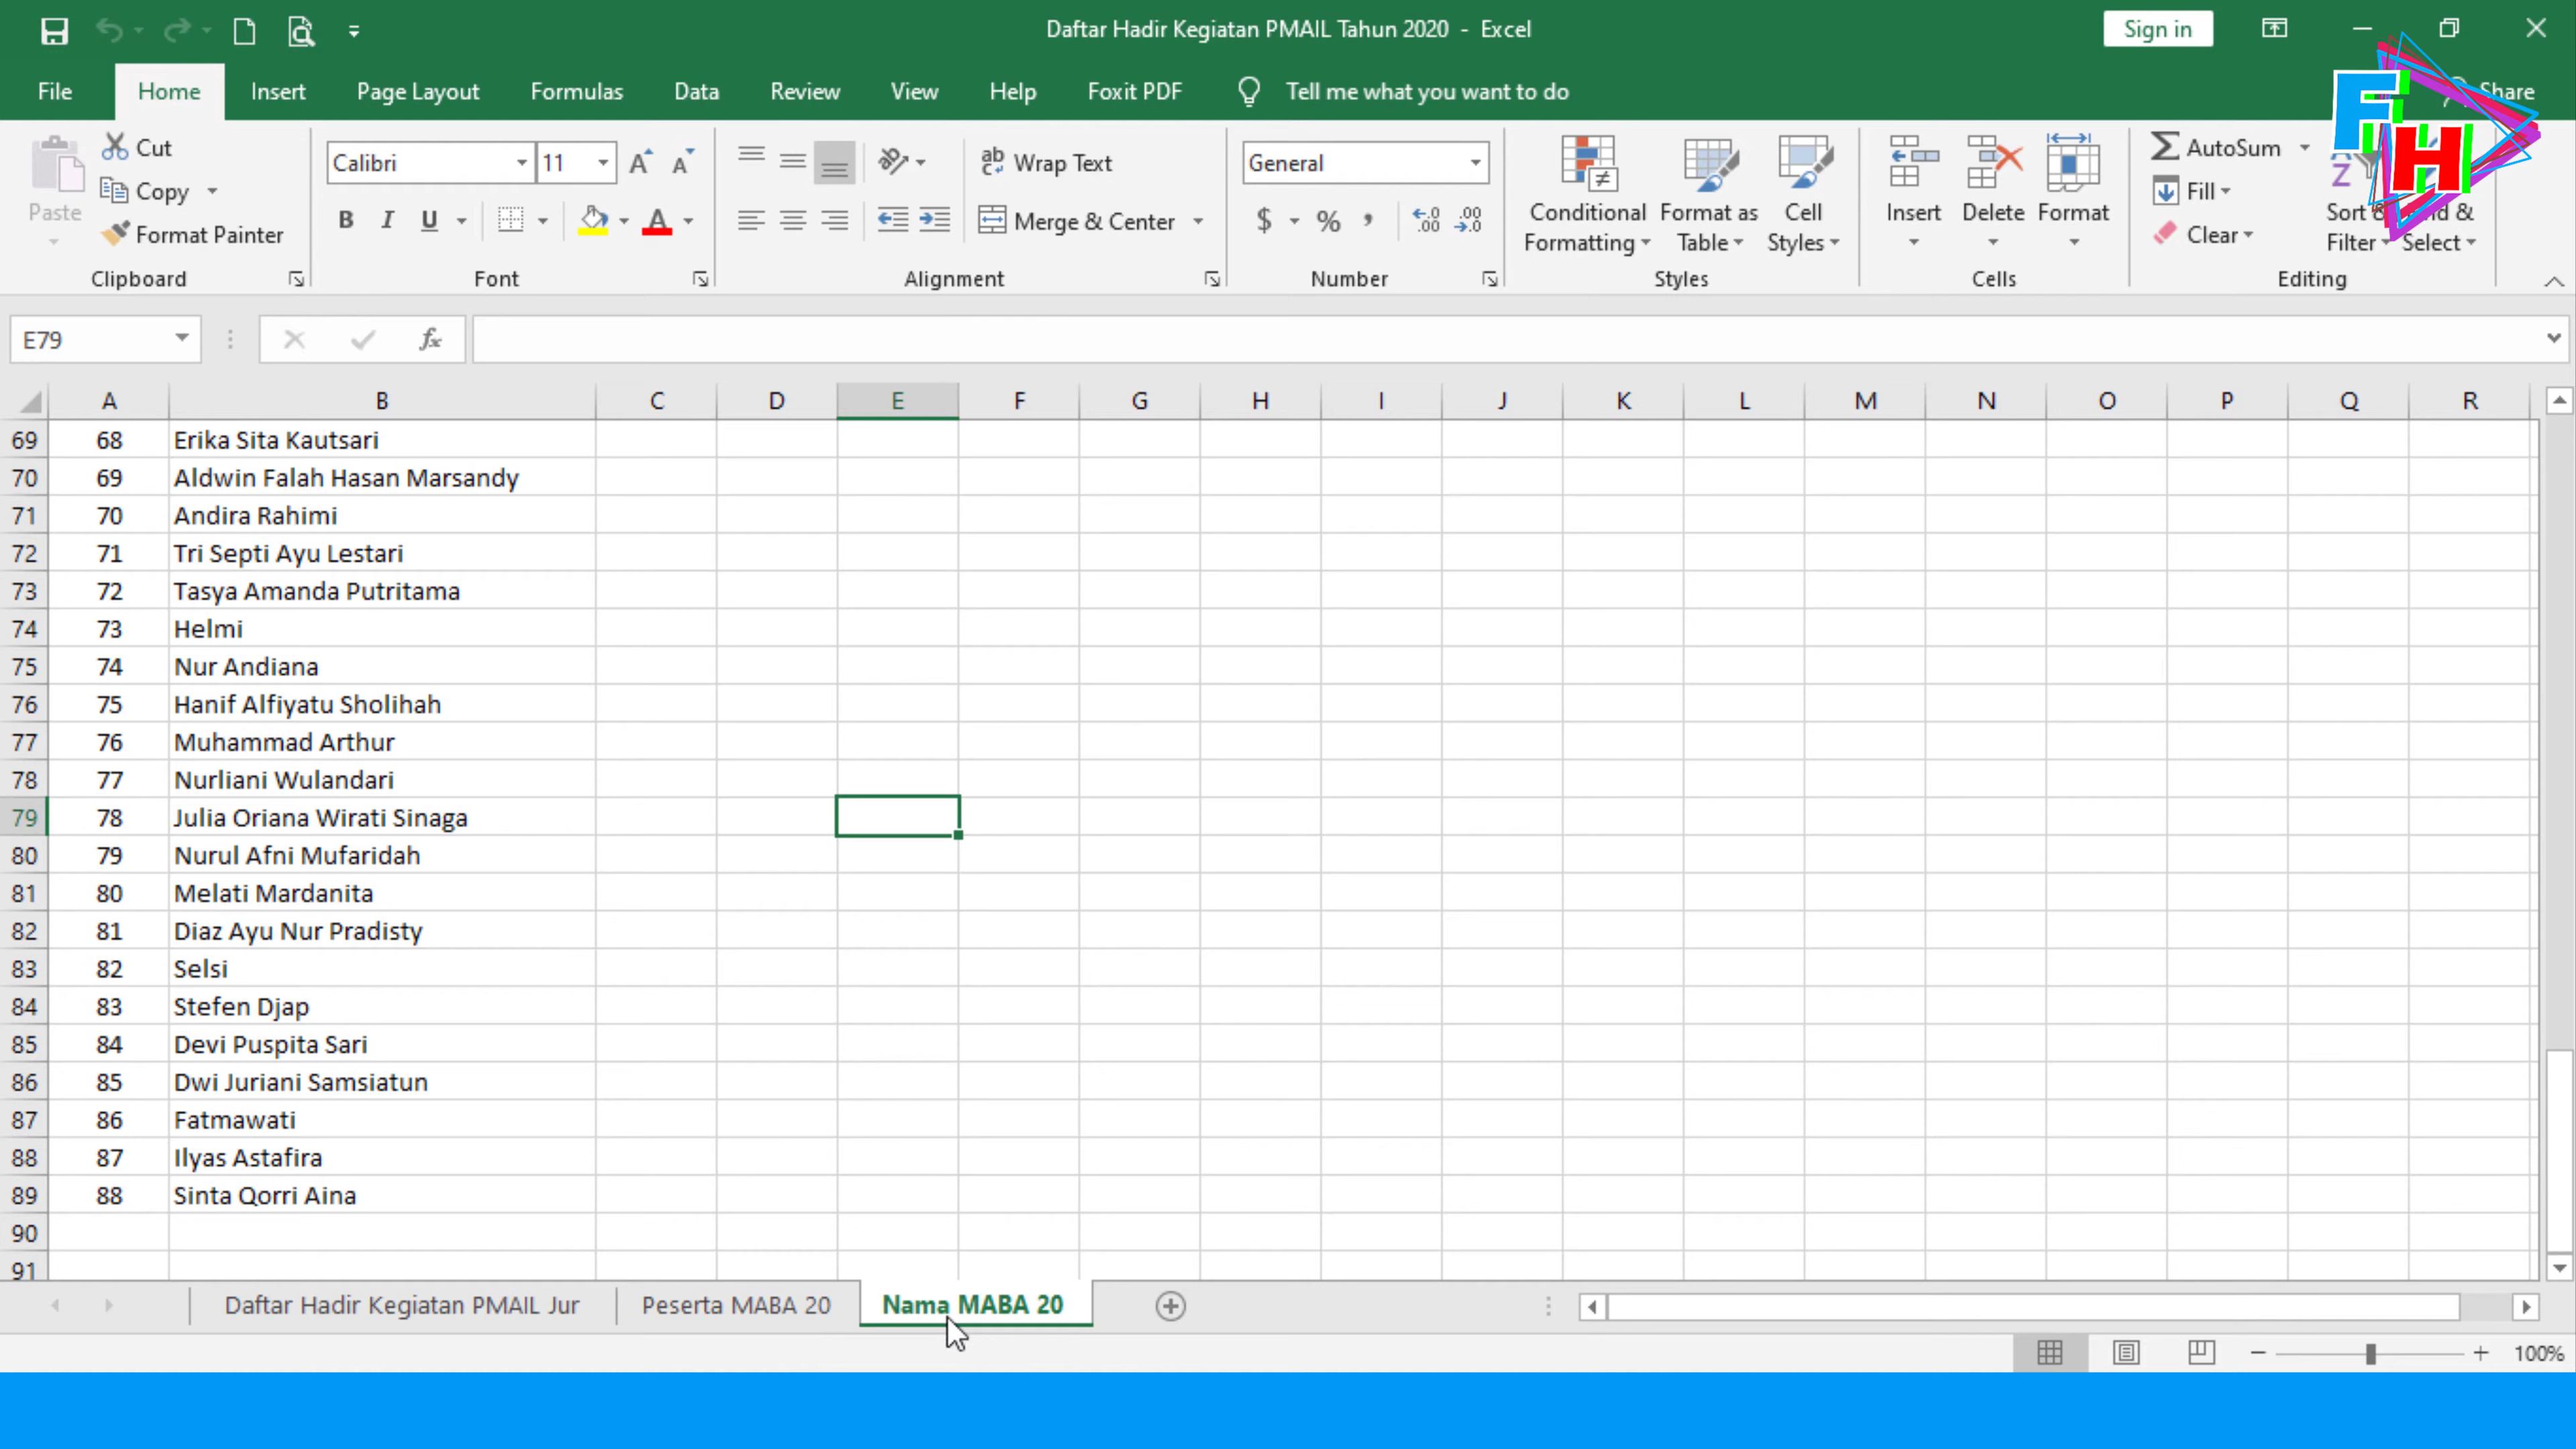 Daftar Hadir Kegiatan PMAIL Tahun 2020 - Excel
Sign in
File Home Insert Page Layout Formulas Data Review View Help Foxit PDF Tell me what you want to do Share
FH
Paste
Cut
Copy
Format Painter
Clipboard
Calibri 11
B I U
Font
Wrap Text
Merge & Center
Alignment
General
$ %
Number
Conditional Formatting
Format as Table
Cell Styles
Styles
Insert
Delete
Format
Cells
AutoSum
Fill
Clear
Sort &
Filter
&
Select
Editing
E79
fx
A B C D E F G H I J K L M N O P Q R
69 68 Erika Sita Kautsari
70 69 Aldwin Falah Hasan Marsandy
71 70 Andira Rahimi
72 71 Tri Septi Ayu Lestari
73 72 Tasya Amanda Putritama
74 73 Helmi
75 74 Nur Andiana
76 75 Hanif Alfiyatu Sholihah
77 76 Muhammad Arthur
78 77 Nurliani Wulandari
79 78 Julia Oriana Wirati Sinaga
80 79 Nurul Afni Mufaridah
81 80 Melati Mardanita
82 81 Diaz Ayu Nur Pradisty
83 82 Selsi
84 83 Stefen Djap
85 84 Devi Puspita Sari
86 85 Dwi Juriani Samsiatun
87 86 Fatmawati
88 87 Ilyas Astafira
89 88 Sinta Qorri Aina
90
91
Daftar Hadir Kegiatan PMAIL Jur Peserta MABA 20 Nama MABA 20
100%